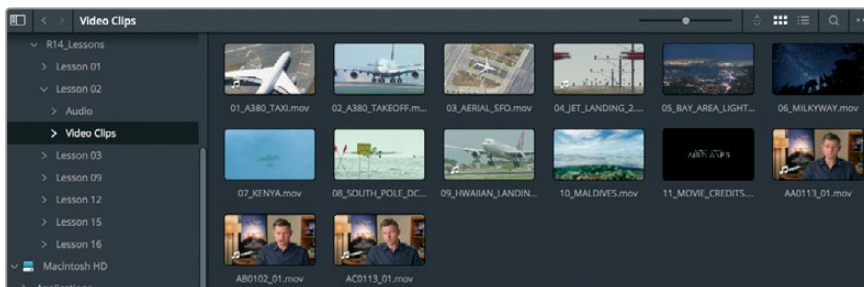 Video Clips
R14_Lessons
Lesson 01
Lesson 02
Audio
Video Clips
Lesson 03
Lesson 09
Lesson 12
Lesson 15
Lesson 16
Macintosh HD
Applications
01_A380_TAXI.mov
02_A380_TAKEOFF.m...
03_AERIAL_SFO.mov
04_JET_LANDING_2....
05_BAY_AREA_LIGHT...
06_MILKYWAY.mov
07_KENYA.mov
08_SOUTH_POLE_DC...
09_HWAIIAN_LANDIN...
10_MALDIVES.mov
AIRPLANES
11_MOVIE_CREDITS....
AA0113_01.mov
AB0102_01.mov
AC0113_01.mov